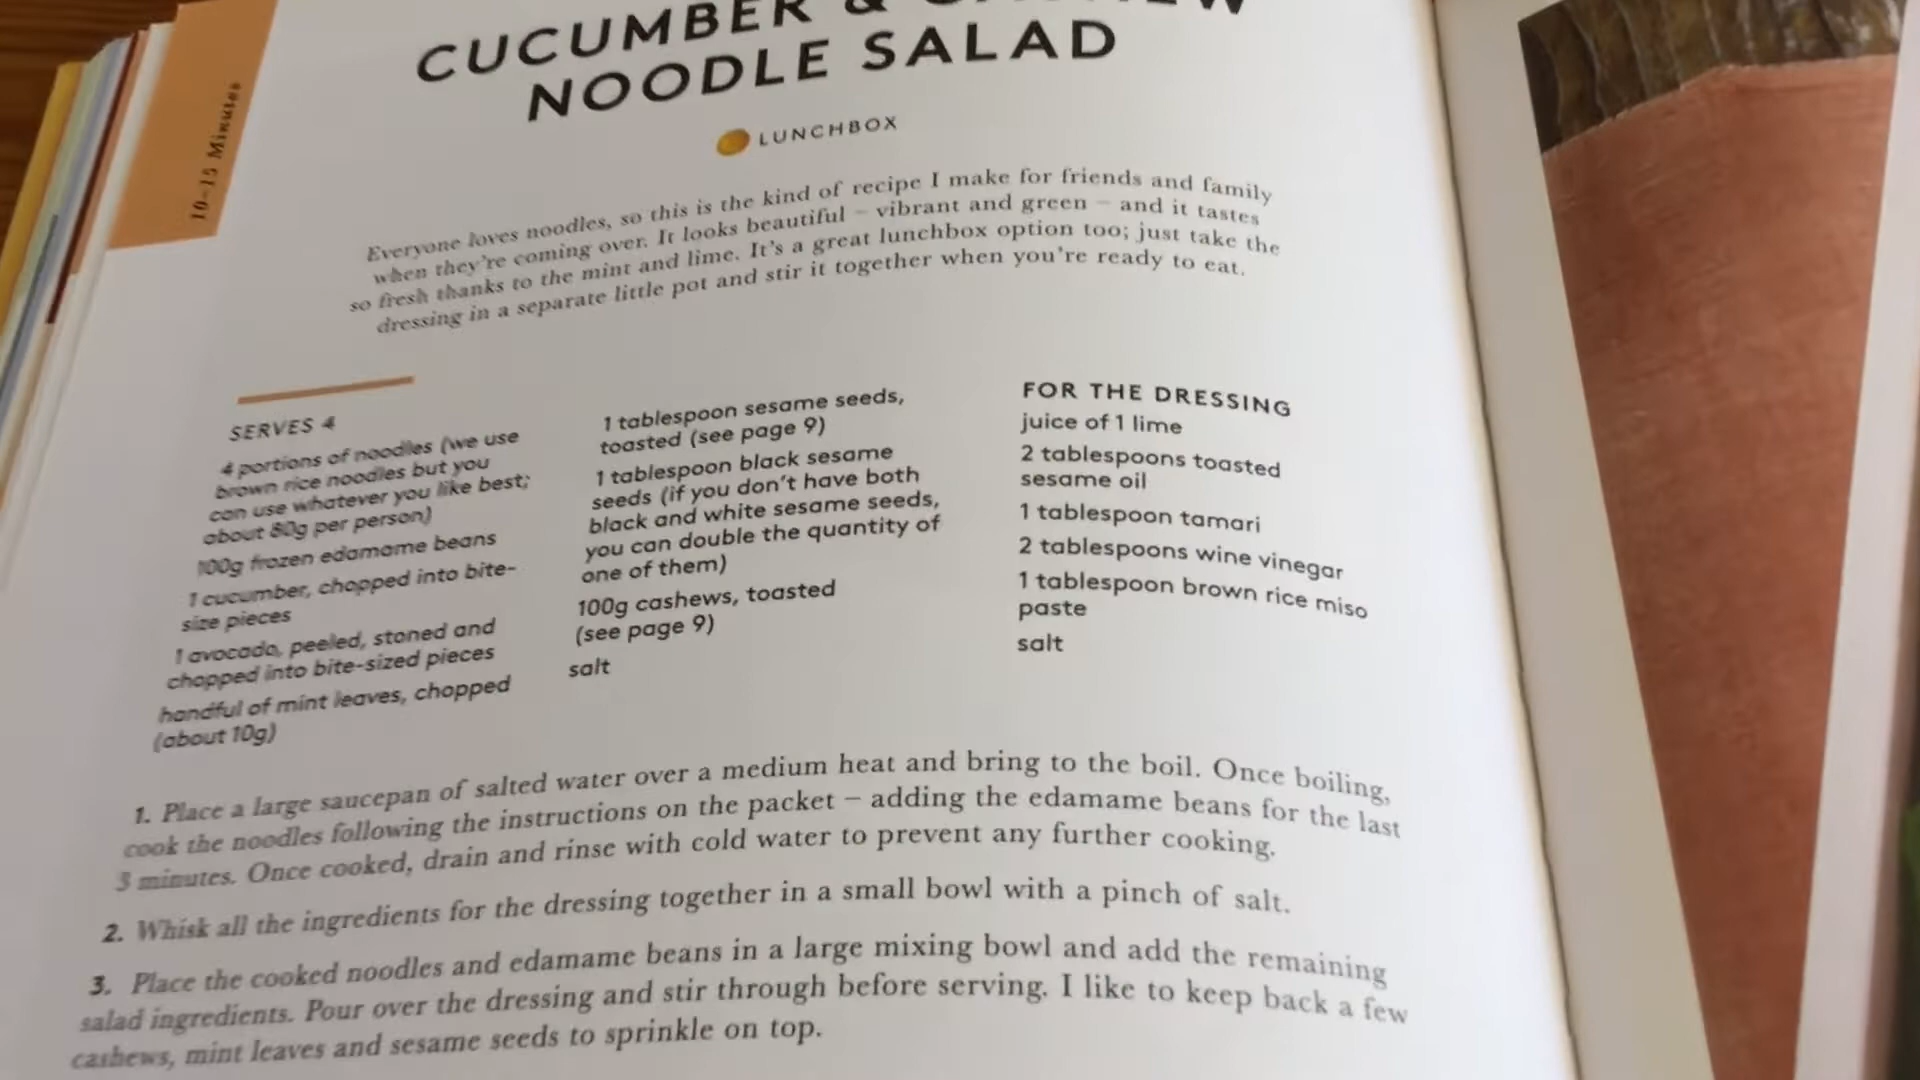 CUCUMBER & CASHEW
NOODLE SALAD
10–15 Minutes
LUNCHBOX
Everyone loves noodles, so this is the kind of recipe I make for friends and family
when they're coming over. It looks beautiful – vibrant and green – and it tastes
so fresh thanks to the mint and lime. It's a great lunchbox option too; just take the
dressing in a separate little pot and stir it together when you're ready to eat.
SERVES 4
4 portions of noodles (we use
brown rice noodles but you
can use whatever you like best;
about 80g per person)
100g frozen edamame beans
1 cucumber, chopped into bite-
size pieces
1 avocado, peeled, stoned and
chopped into bite-sized pieces
handful of mint leaves, chopped
(about 10g)
1 tablespoon sesame seeds,
toasted (see page 9)
1 tablespoon black sesame
seeds (if you don't have both
black and white sesame seeds,
you can double the quantity of
one of them)
100g cashews, toasted
(see page 9)
salt
FOR THE DRESSING
juice of 1 lime
2 tablespoons toasted
sesame oil
1 tablespoon tamari
2 tablespoons wine vinegar
1 tablespoon brown rice miso
paste
salt
1. Place a large saucepan of salted water over a medium heat and bring to the boil. Once boiling,
cook the noodles following the instructions on the packet – adding the edamame beans for the last
3 minutes. Once cooked, drain and rinse with cold water to prevent any further cooking.
2. Whisk all the ingredients for the dressing together in a small bowl with a pinch of salt.
3. Place the cooked noodles and edamame beans in a large mixing bowl and add the remaining
salad ingredients. Pour over the dressing and stir through before serving. I like to keep back a few
cashews, mint leaves and sesame seeds to sprinkle on top.